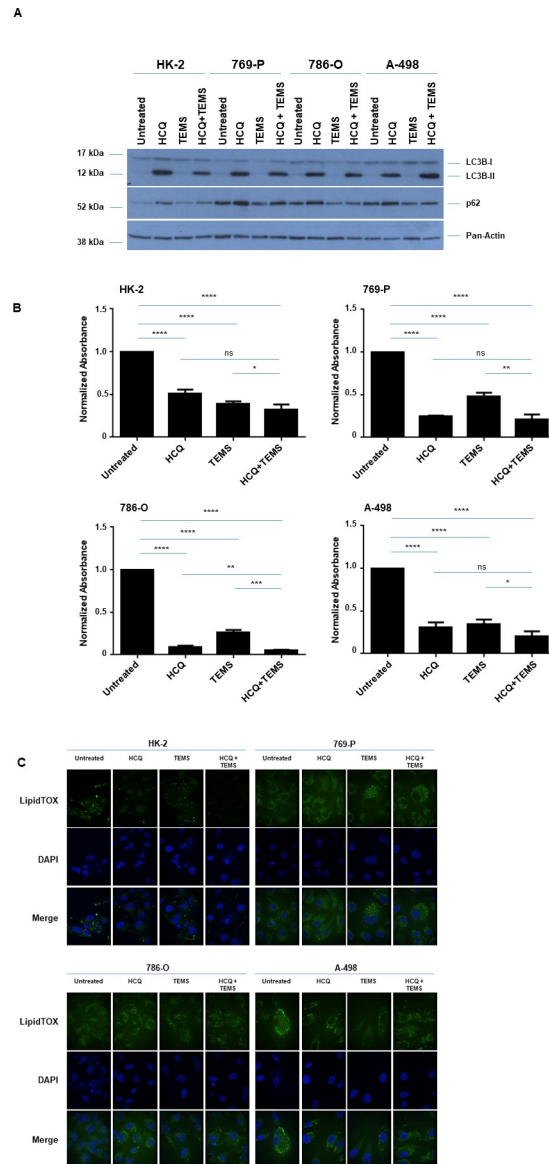 A
HK-2 769-P 786-O A-498
Untreated HCQ TEMS HCQ+TEMS Untreated HCQ TEMS HCQ + TEMS Untreated HCQ TEMS HCQ + TEMS Untreated HCQ TEMS HCQ + TEMS
17 kDa
LC3B-I
12 kDa
LC3B-II
52 kDa
p62
38 kDa
Pan-Actin
B
HK-2
Normalized Absorbance
1.5
1.0
0.5
0
****
****
****
ns
*
Untreated HCQ TEMS HCQ+TEMS
769-P
Normalized Absorbance
1.5
1.0
0.5
0
****
****
****
ns
**
Untreated HCQ TEMS HCQ+TEMS
786-O
Normalized Absorbance
1.5
1.0
0.5
0
****
****
****
**
***
Untreated HCQ TEMS HCQ+TEMS
A-498
Normalized Absorbance
1.5
1.0
0.5
0
****
****
****
ns
*
Untreated HCQ TEMS HCQ+TEMS
C
HK-2 769-P
Untreated HCQ TEMS HCQ + Untreated HCQ TEMS HCQ +
TEMS TEMS
LipidTOX
DAPI
Merge
786-O A-498
Untreated HCQ TEMS HCQ + Untreated HCQ TEMS HCQ +
TEMS TEMS
LipidTOX
DAPI
Merge